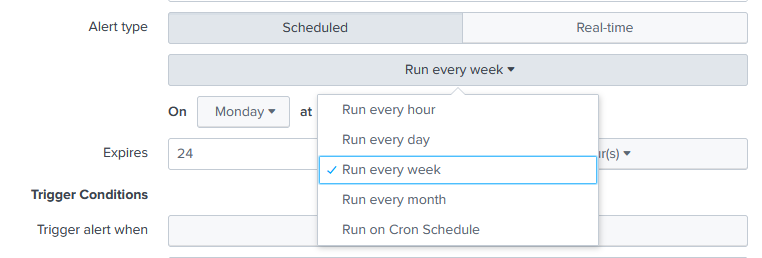 Alert type Scheduled Real-time
Run every week
On Monday at
Run every hour
Run every day
Expires 24
Run every week
Run every month
Trigger Conditions
Trigger alert when
Run on Cron Schedule